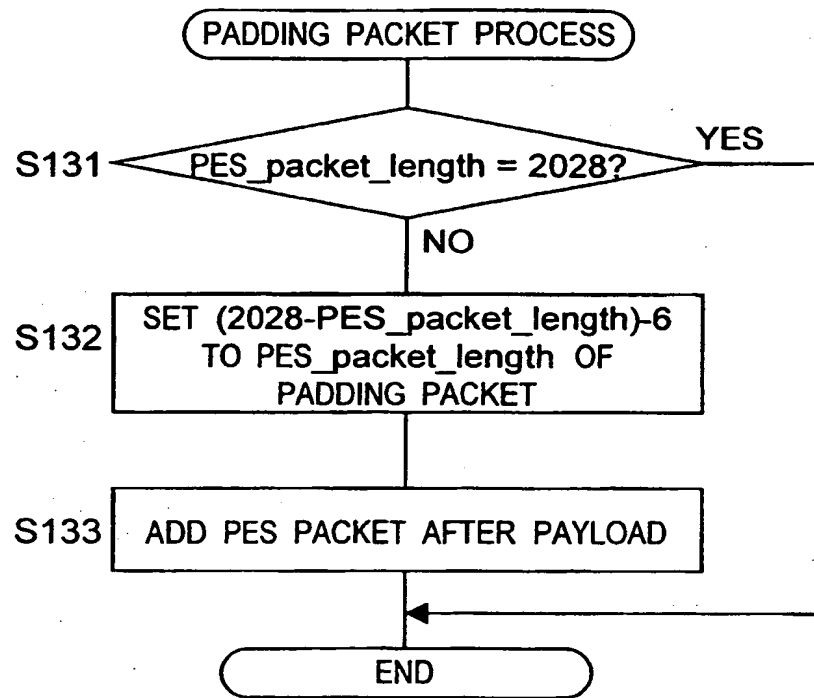 PADDING PACKET PROCESS
S131
PES_packet_length = 2028?
YES
NO
S132
SET (2028-PES_packet_length)-6
TO PES_packet_length OF
PADDING PACKET
S133
ADD PES PACKET AFTER PAYLOAD
END